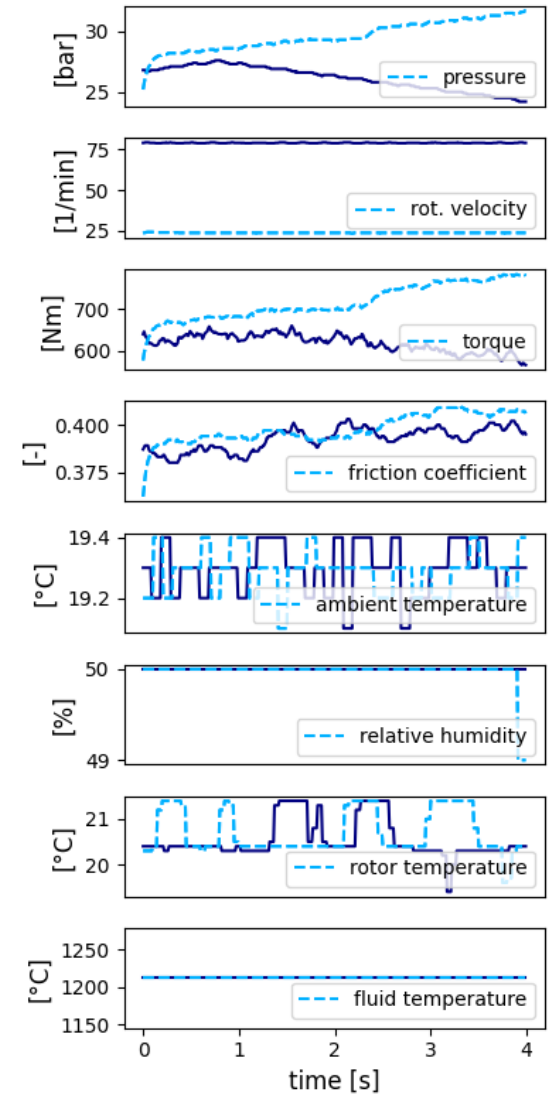 30
25
[bar]
pressure
75
50
25
[1/min]
rot. velocity
700
600
[Nm]
torque
0.400
0.375
[-]
friction coefficient
19.4
19.2
[°C]
ambient temperature
50
49
[%]
relative humidity
21
20
[°C]
rotor temperature
1250
1200
1150
[°C]
fluid temperature
0 1 2 3 4
time [s]